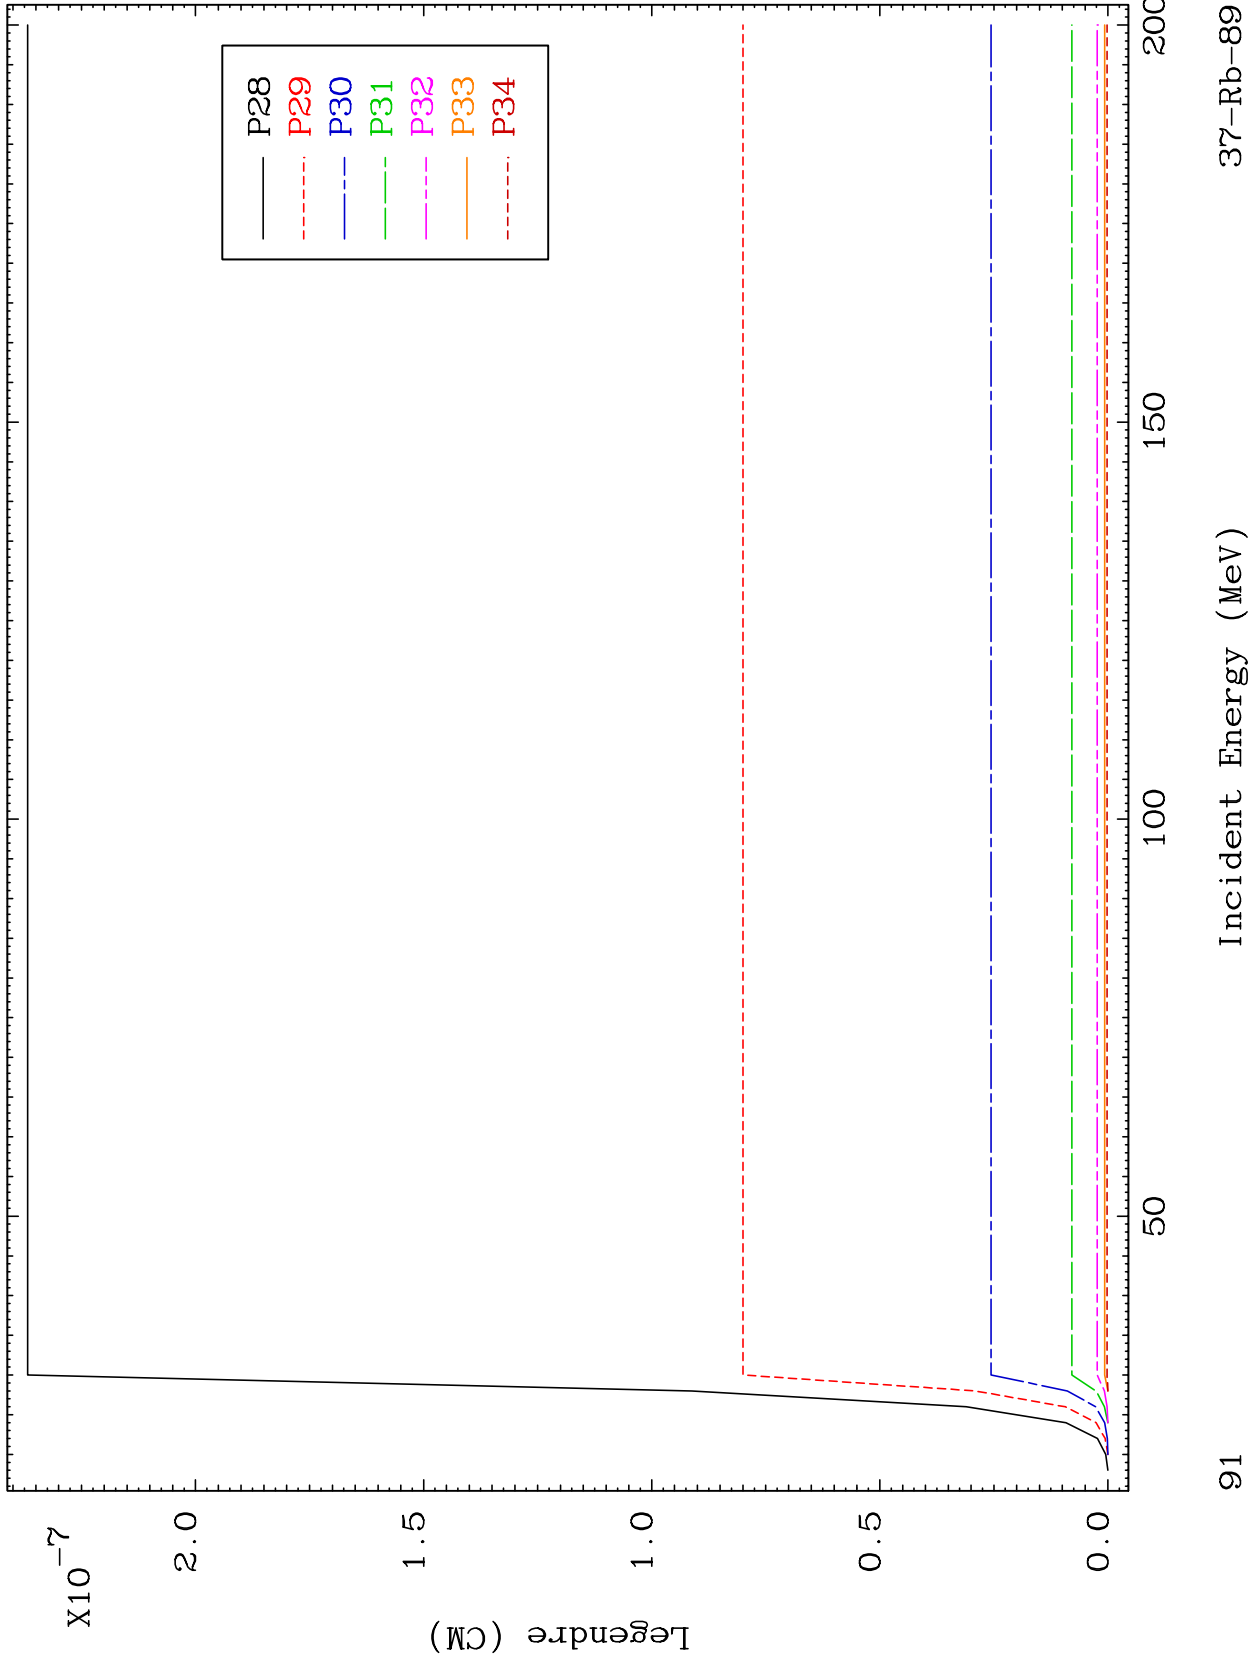 X10-7
Legendre (CM)
2.0
1.5
1.0
0.5
0.0
P28
P29
P30
P31
P32
P33
P34
50
100
150
200
91
Incident Energy (MeV)
37-Rb-89